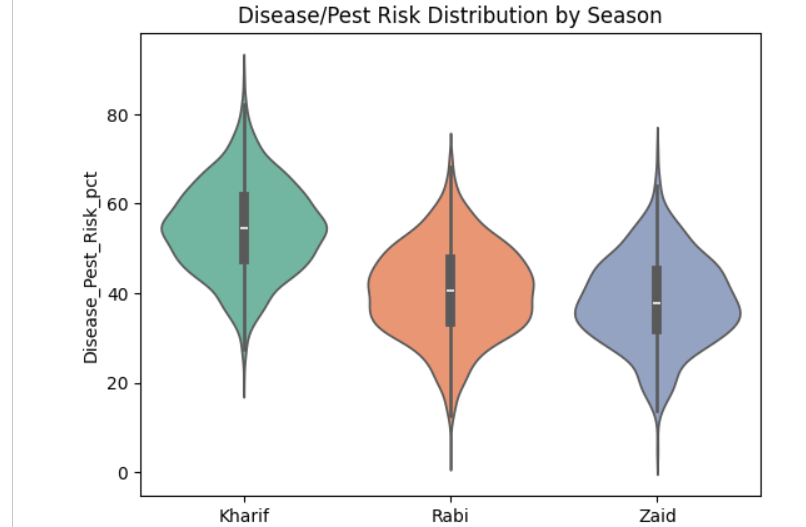 Disease/Pest Risk Distribution by Season
Disease_Pest_Risk_pct
80
60
40
20
0
Kharif
Rabi
Zaid